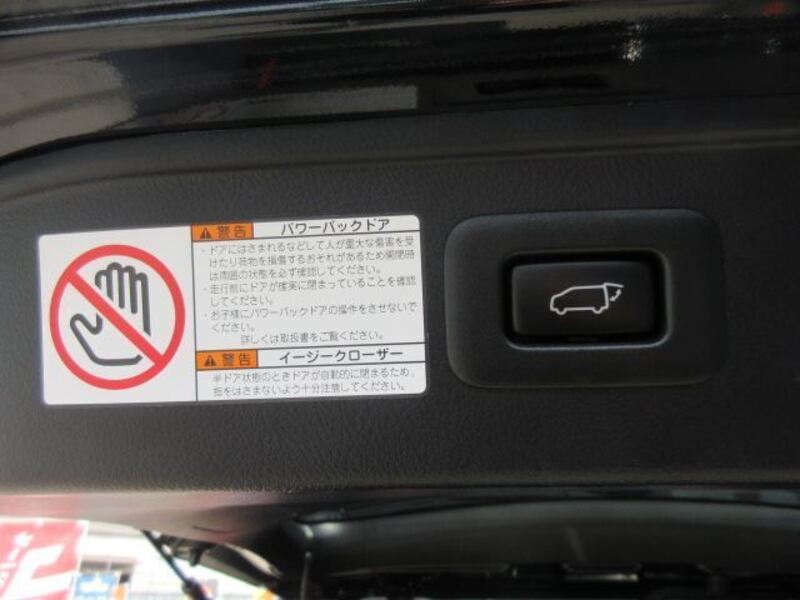 警告 パワーバックドア
・ドアにはさまれるなどして人が重大な傷害を受
けたり荷物を損傷するおそれがあるため開閉時
は周囲の状態を必ず確認してください。
・走行前にドアが確実に閉まっていることを確認
してください。
・お子様にパワーバックドアの操作をさせないで
ください。
詳しくは取扱書をご覧ください。
警告 イージークローザー
半ドア状態のときドアが自動的に閉まるため、
指をはさまないよう十分注意してください。